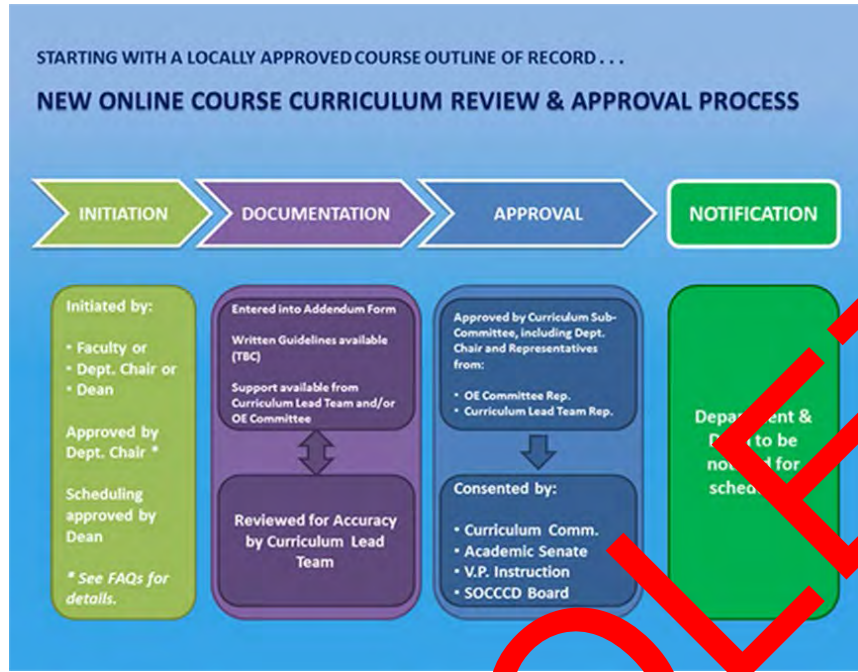 STARTING WITH A LOCALLY APPROVED COURSE OUTLINE OF RECORD . . .
NEW ONLINE COURSE CURRICULUM REVIEW & APPROVAL PROCESS
INITIATION
DOCUMENTATION
APPROVAL
NOTIFICATION
Initiated by:
• Faculty or
• Dept. Chair or
• Dean
Approved by
Dept. Chair *
Scheduling
approved by
Dean
* See FAQs for
details.
Entered into Addendum Form
Written Guidelines available
(TBC)
Support available from
Curriculum Lead Team and/or
OE Committee
Reviewed for Accuracy
by Curriculum Lead
Team
Approved by Curriculum Sub-
Committee, including Dept.
Chair and Representatives
from:
• OE Committee Rep.
• Curriculum Lead Team Rep.
Consented by:
• Curriculum Comm.
• Academic Senate
• V.P. Instruction
• SOCCCD Board
&
to be
for